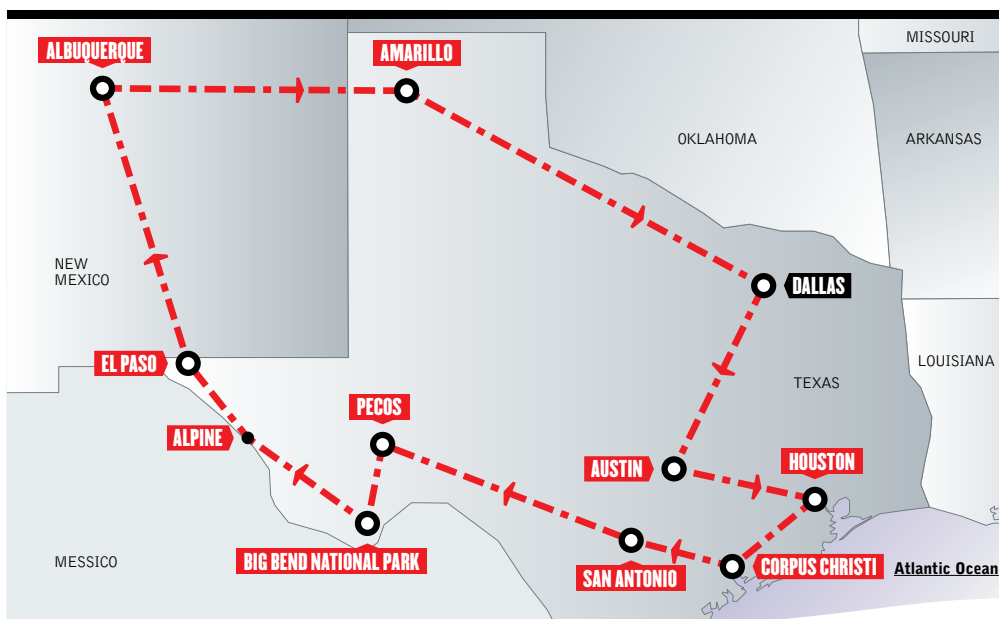 MISSOURI
ALBUQUERQUE
AMARILLO
OKLAHOMA
ARKANSAS
NEW
MEXICO
DALLAS
EL PASO
LOUISIANA
TEXAS
PECOS
ALPINE
AUSTIN
HOUSTON
MESSICO
BIG BEND NATIONAL PARK
SAN ANTONIO
CORPUS CHRISTI
Atlantic Ocean